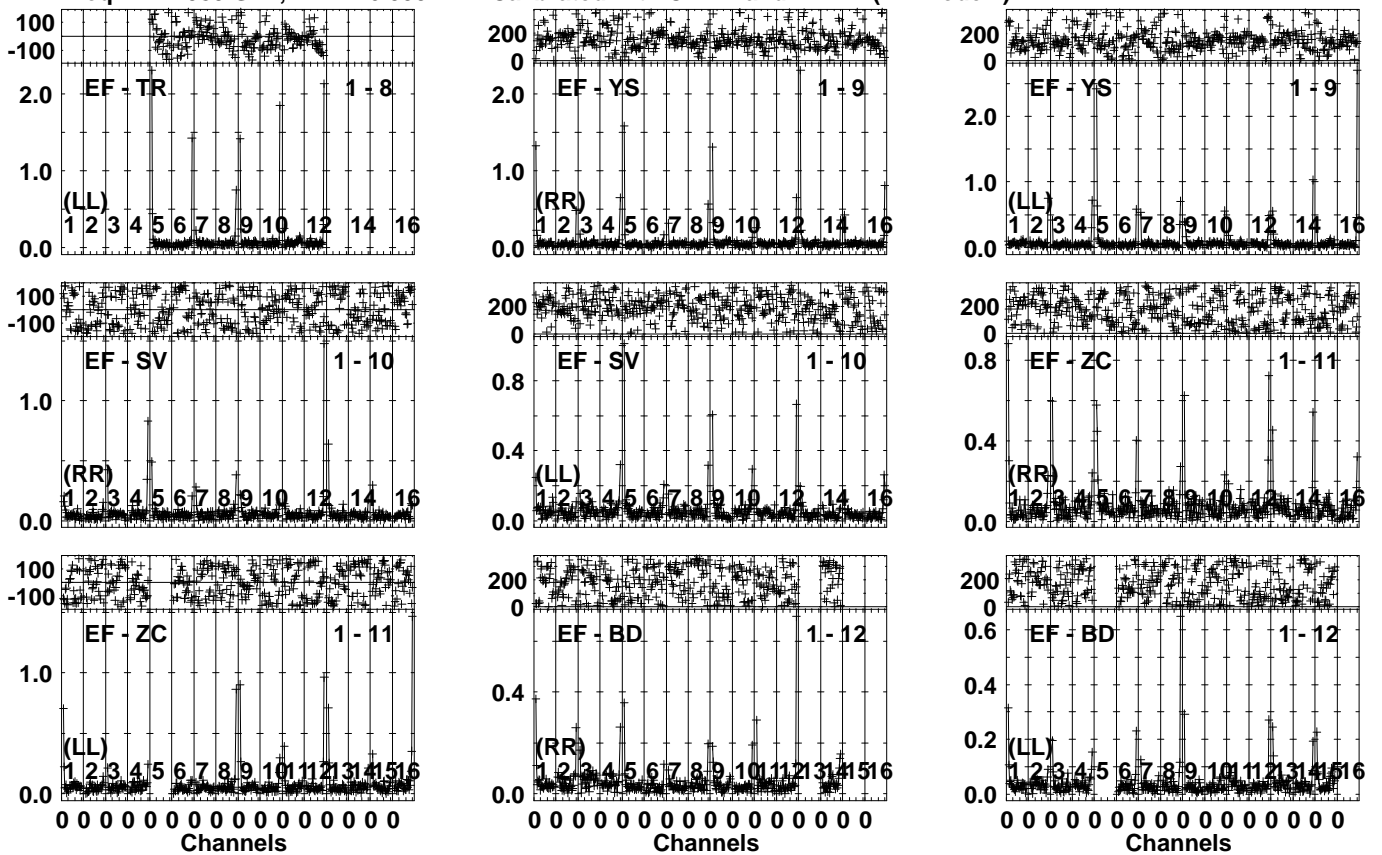 100 200 200
-100 0 0
EF - TR 1 - 8 EF - YS 1 - 9 EF - YS 1 - 9
2.0 2.0 2.0
1.0 1.0 1.0
(LL) (RR) (LL)
1 2 3 4 5 6 7 8 9 10 12 14 16 1 2 3 4 5 6 7 8 9 10 12 14 16 1 2 3 4 5 6 7 8 9 10 12 14 16
0.0 0.0 0.0
100 200 200
-100 0 0
EF - SV 1 - 10 EF - SV 1 - 10 EF - ZC 1 - 11
1.0 0.8 0.8
0.4 0.4
(RR) (LL) (RR)
1 2 3 4 5 6 7 8 9 10 12 14 16 1 2 3 4 5 6 7 8 9 10 12 14 16 1 2 3 4 5 6 7 8 9 10 12 14 16
0.0 0.0 0.0
100 200 200
-100 0 0
EF - ZC 1 - 11 EF - BD 1 - 12 EF - BD 1 - 12
1.0 0.4 0.6
0.4
(LL) (RR) 0.2 (LL)
1 2 3 4 5 6 7 8 9 10 11 12 13 14 15 16 1 2 3 4 5 6 7 8 9 10 11 12 13 14 15 16 1 2 3 4 5 6 7 8 9 10 11 12 13 14 15 16
0.0 0.0 0.0
0 0 0 0 0 0 0 0 0 0 0 0 0 0 0 0 0 0 0 0 0 0 0 0 0 0 0 0 0 0 0 0 0 0 0 0 0 0 0 0 0 0 0 0 0 0 0 0
Channels Channels Channels